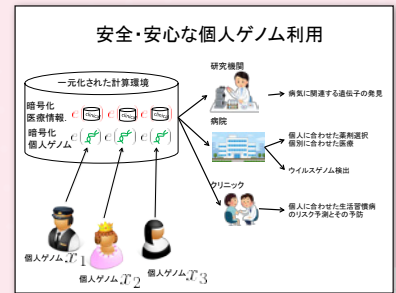 安全・安心な個人ゲノム利用
一元化された計算環境
暗号化
医療情報.
e(clinical) e(clinical) e(clinical)
暗号化
個人ゲノム
e( ) e( ) e( )
個人ゲノム x₁
個人ゲノム x₂
個人ゲノム x₃
研究機関
病気に関連する遺伝子の発見
病院
個人に合わせた薬剤選択
個別に合わせた医療
ウイルスゲノム検出
クリニック
個人に合わせた生活習慣病
のリスク予測とその予防